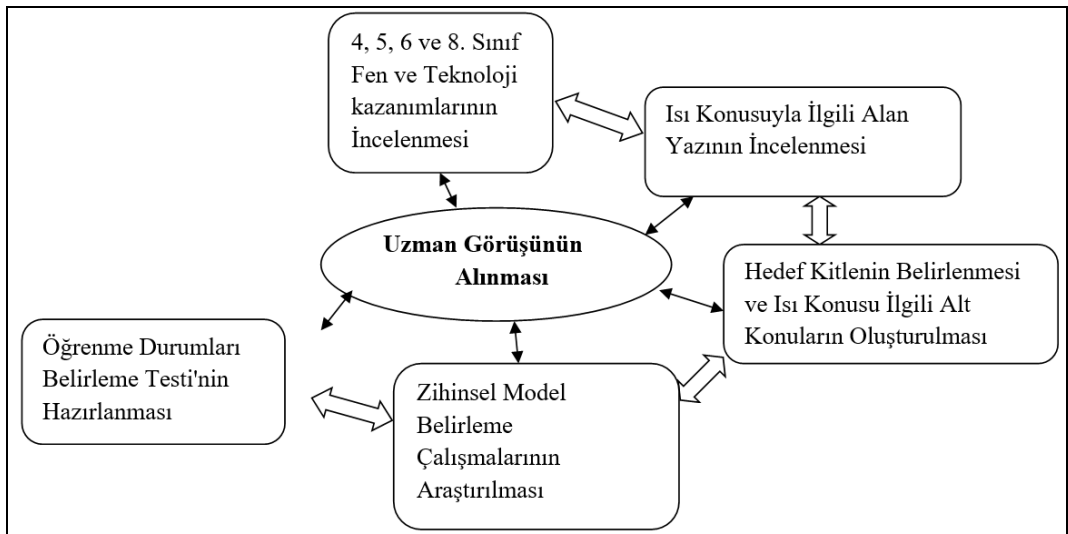 4, 5, 6 ve 8. Sınıf
Fen ve Teknoloji
kazanımlarının
İncelenmesi
Isı Konusuyla İlgili Alan
Yazının İncelenmesi
Uzman Görüşünün
Alınması
Hedef Kitlenin Belirlenmesi
ve Isı Konusu İlgili Alt
Konuların Oluşturulması
Öğrenme Durumları
Belirleme Testi'nin
Hazırlanması
Zihinsel Model
Belirleme
Çalışmalarının
Araştırılması